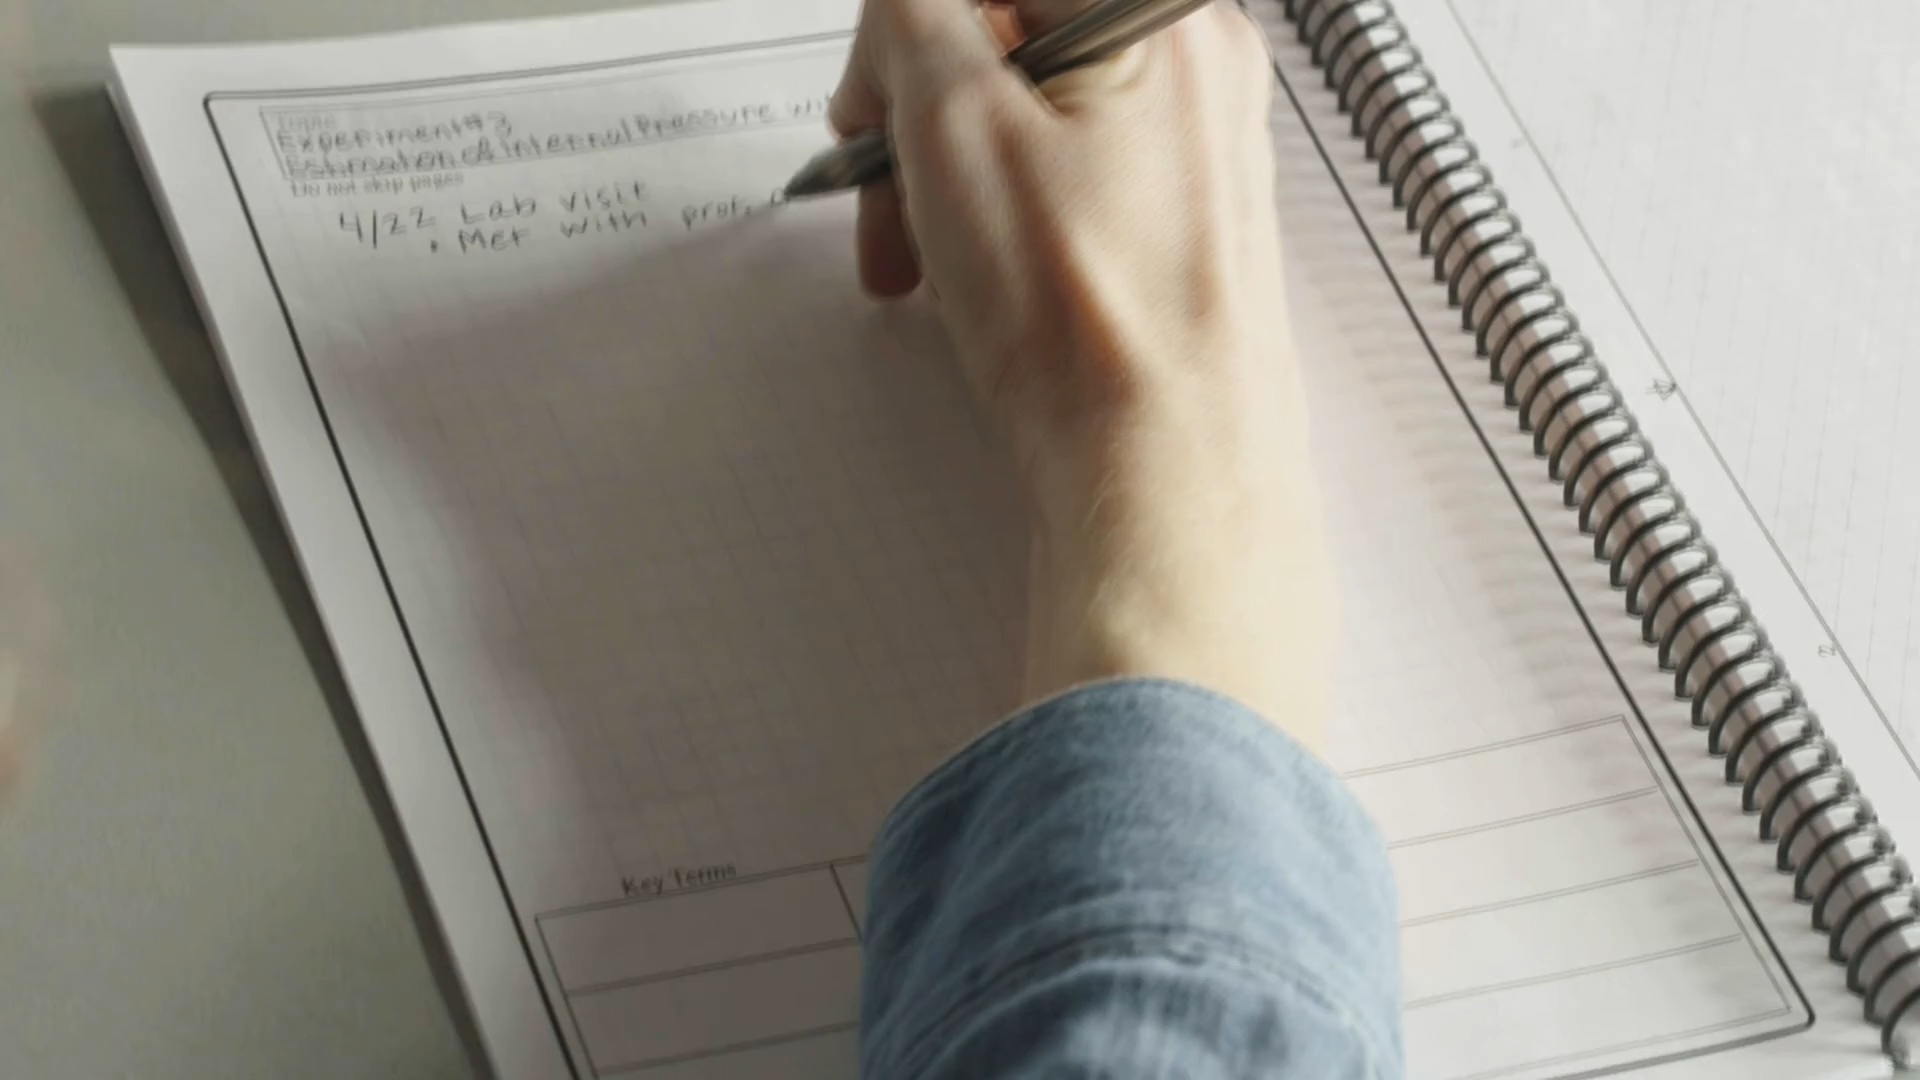 Topic
Experiment #3
Estimation of Internal Pressure wit
Do not skip pages
4/22 Lab visit
• Met with prof.
Key Terms